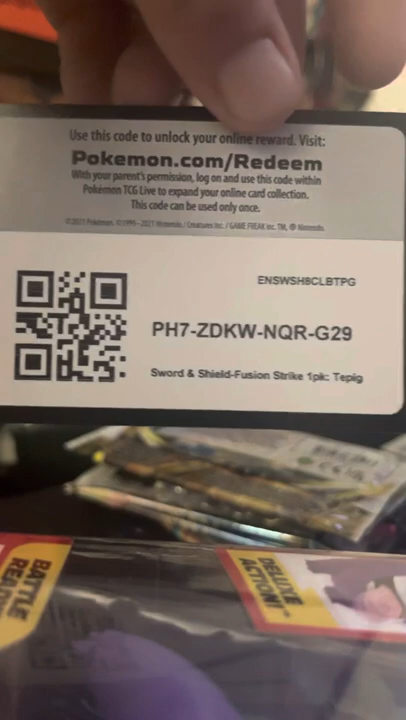 Use this code to unlock your online reward. Visit:
Pokemon.com/Redeem
With your parent's permission, log on and use this code within
Pokémon TCG Live to expand your online card collection.
This code can be used only once.
©2021 Pokémon. ©1995–2021 Nintendo / Creatures Inc. / GAME FREAK inc. TM, ® Nintendo.
ENSWSH8CLBTPG
PH7-ZDKW-NQR-G29
Sword & Shield-Fusion Strike 1pk: Tepig
BATTLE
DELUXE
ACTION!